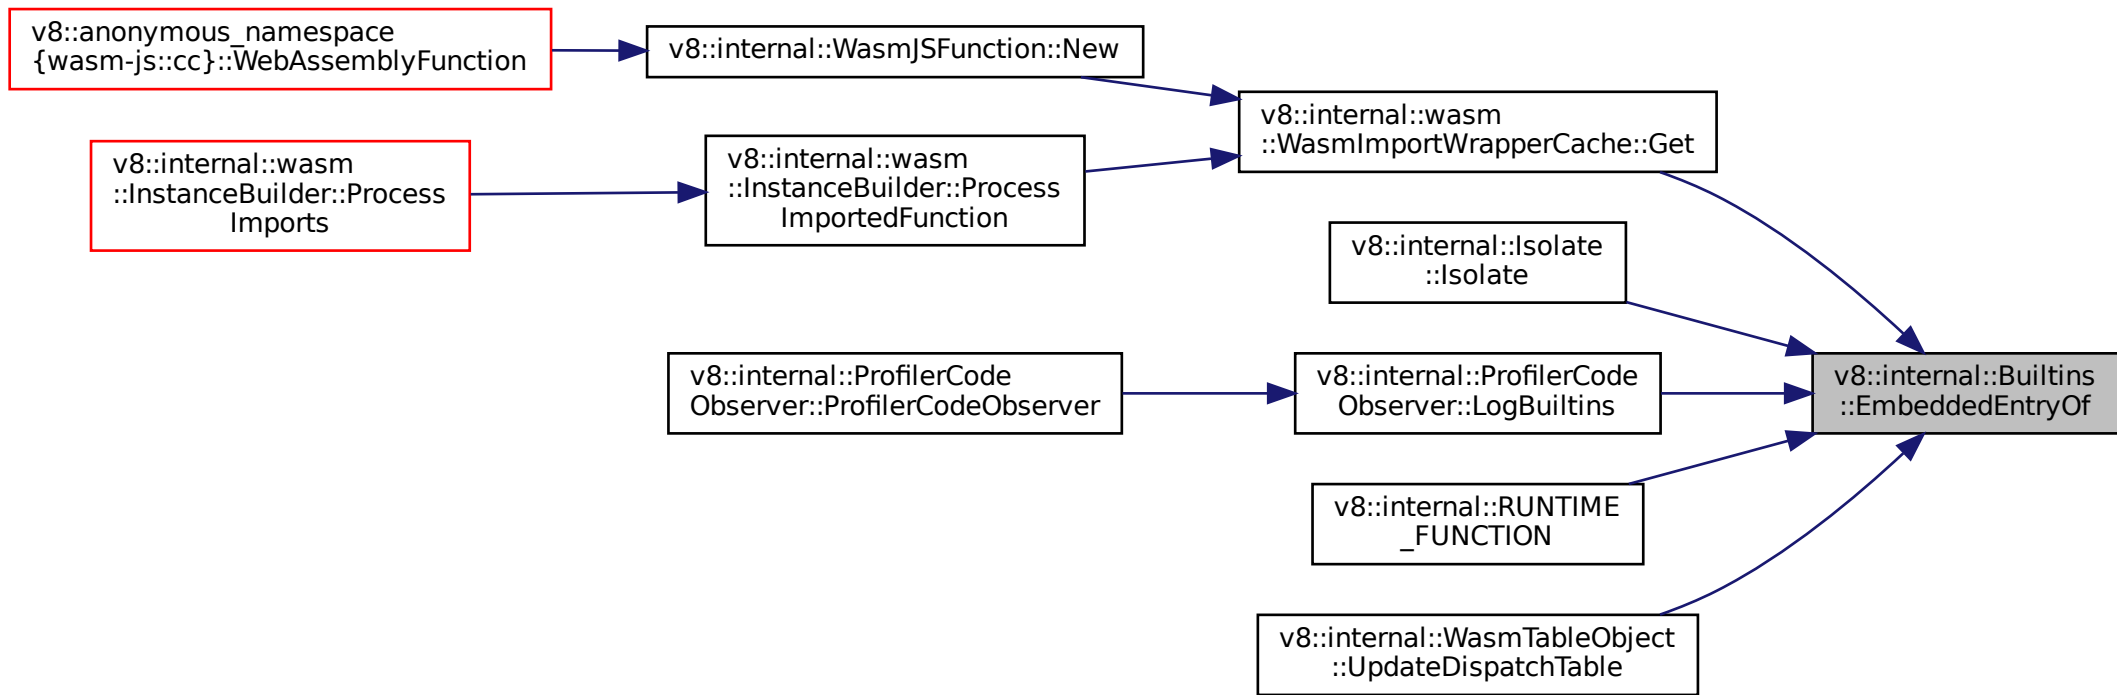 v8::anonymous_namespace
{wasm-js::cc}::WebAssemblyFunction
v8::internal::WasmJSFunction::New
v8::internal::wasm
::WasmImportWrapperCache::Get
v8::internal::wasm
::InstanceBuilder::Process
Imports
v8::internal::wasm
::InstanceBuilder::Process
ImportedFunction
v8::internal::Isolate
::Isolate
v8::internal::ProfilerCode
Observer::ProfilerCodeObserver
v8::internal::ProfilerCode
Observer::LogBuiltins
v8::internal::Builtins
::EmbeddedEntryOf
v8::internal::RUNTIME
_FUNCTION
v8::internal::WasmTableObject
::UpdateDispatchTable